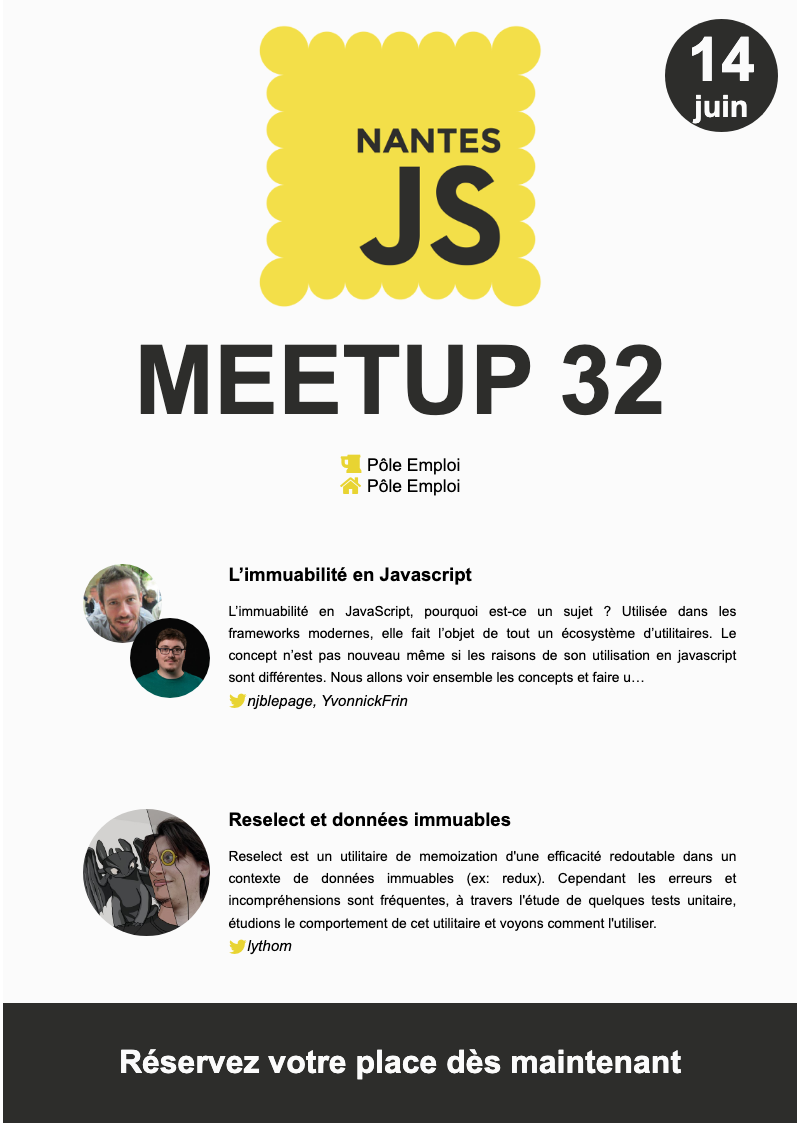 14
juin
NANTES
JS
MEETUP 32
Pôle Emploi
Pôle Emploi
L’immuabilité en Javascript
L’immuabilité en JavaScript, pourquoi est-ce un sujet ? Utilisée dans les
frameworks modernes, elle fait l’objet de tout un écosystème d’utilitaires. Le
concept n’est pas nouveau même si les raisons de son utilisation en javascript
sont différentes. Nous allons voir ensemble les concepts et faire u…
njblepage, YvonnickFrin
Reselect et données immuables
Reselect est un utilitaire de memoization d'une efficacité redoutable dans un
contexte de données immuables (ex: redux). Cependant les erreurs et
incompréhensions sont fréquentes, à travers l'étude de quelques tests unitaire,
étudions le comportement de cet utilitaire et voyons comment l'utiliser.
lythom
Réservez votre place dès maintenant